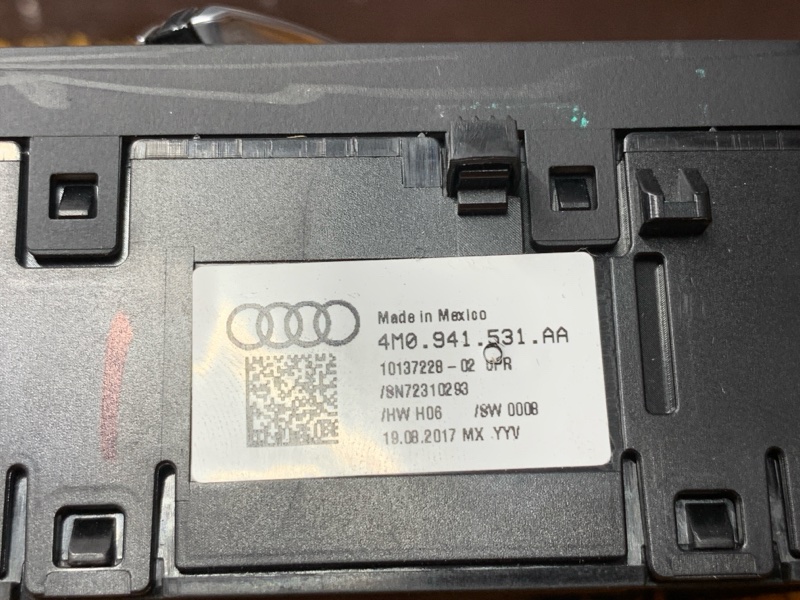 Made in Mexico
4M0.941.531.AA
10137228-02 UPR
/SN72310293
/HW H06 /SW 0008
19.08.2017 MX YYV